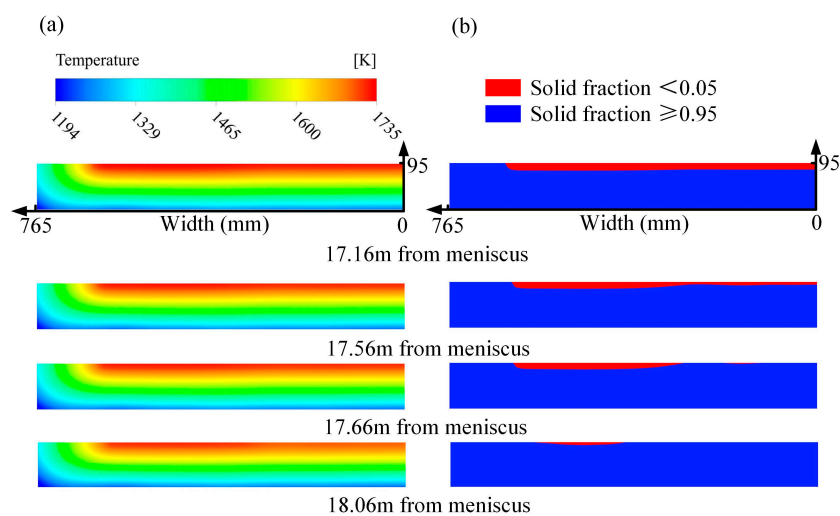 (a)
(b)
Temperature [K]
1194 1329 1465 1600 1735
Solid fraction <0.05
Solid fraction ≥0.95
95
95
765 Width (mm) 0
765 Width (mm) 0
17.16m from meniscus
17.56m from meniscus
17.66m from meniscus
18.06m from meniscus